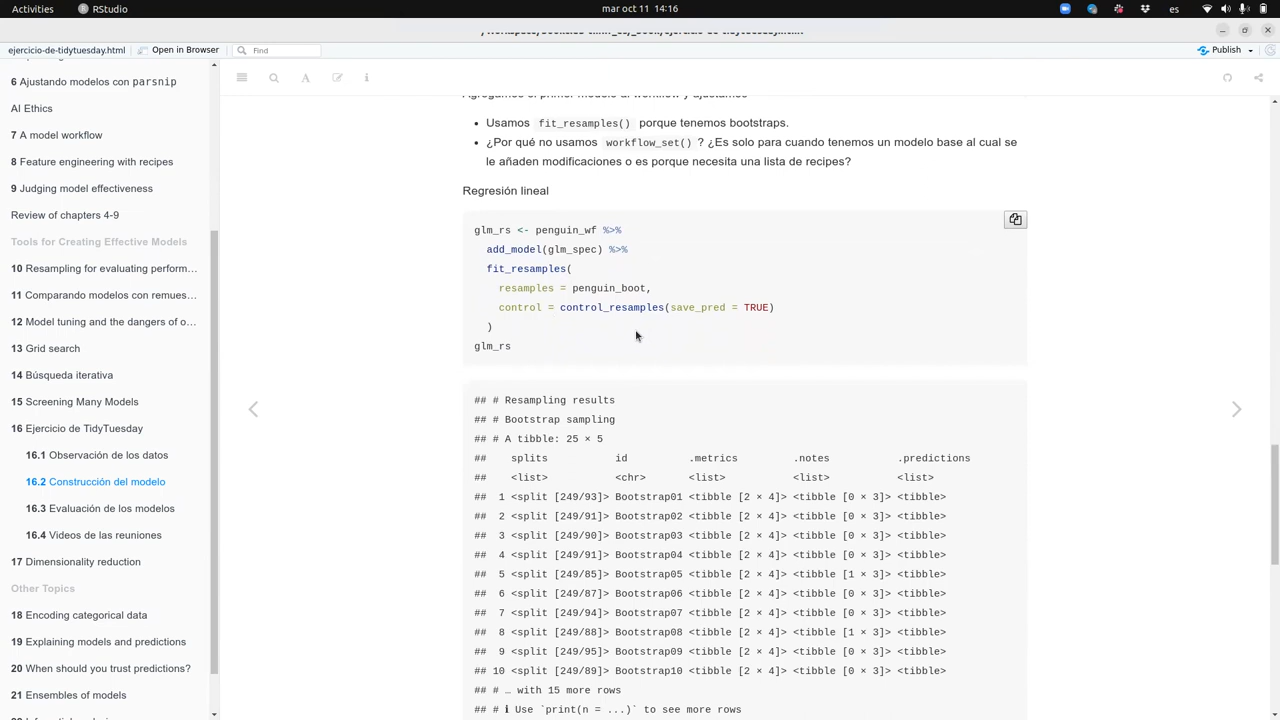 Activities
RStudio
mar oct 11 11:16
es
ejercicio-de-tidytuesday.html
Open in Browser
Find
Publish
6 Ajustando modelos con parsnip
AI Ethics
7 A model workflow
8 Feature engineering with recipes
9 Judging model effectiveness
Review of chapters 4-9
Tools for Creating Effective Models
10 Resampling for evaluating perform…
11 Comparando modelos con remues…
12 Model tuning and the dangers of o…
13 Grid search
14 Búsqueda iterativa
15 Screening Many Models
16 Ejercicio de TidyTuesday
16.1 Observación de los datos
16.2 Construcción del modelo
16.3 Evaluación de los modelos
16.4 Videos de las reuniones
17 Dimensionality reduction
Other Topics
18 Encoding categorical data
19 Explaining models and predictions
20 When should you trust predictions?
21 Ensembles of models
Agregamos el primer modelo al workflow y ajustamos
• Usamos fit_resamples() porque tenemos bootstraps.
• ¿Por qué no usamos workflow_set() ? ¿Es solo para cuando tenemos un modelo base al cual se
le añaden modificaciones o es porque necesita una lista de recipes?
Regresión lineal
glm_rs <- penguin_wf %>%
  add_model(glm_spec) %>%
  fit_resamples(
    resamples = penguin_boot,
    control = control_resamples(save_pred = TRUE)
  )
glm_rs
## # Resampling results
## # Bootstrap sampling
## # A tibble: 25 × 5
##    splits           id          .metrics         .notes           .predictions
##    <list>           <chr>       <list>           <list>           <list>
##  1 <split [249/93]> Bootstrap01 <tibble [2 × 4]> <tibble [0 × 3]> <tibble>
##  2 <split [249/91]> Bootstrap02 <tibble [2 × 4]> <tibble [0 × 3]> <tibble>
##  3 <split [249/90]> Bootstrap03 <tibble [2 × 4]> <tibble [0 × 3]> <tibble>
##  4 <split [249/91]> Bootstrap04 <tibble [2 × 4]> <tibble [0 × 3]> <tibble>
##  5 <split [249/85]> Bootstrap05 <tibble [2 × 4]> <tibble [1 × 3]> <tibble>
##  6 <split [249/87]> Bootstrap06 <tibble [2 × 4]> <tibble [0 × 3]> <tibble>
##  7 <split [249/94]> Bootstrap07 <tibble [2 × 4]> <tibble [0 × 3]> <tibble>
##  8 <split [249/88]> Bootstrap08 <tibble [2 × 4]> <tibble [1 × 3]> <tibble>
##  9 <split [249/95]> Bootstrap09 <tibble [2 × 4]> <tibble [0 × 3]> <tibble>
## 10 <split [249/89]> Bootstrap10 <tibble [2 × 4]> <tibble [0 × 3]> <tibble>
## # … with 15 more rows
## # ℹ Use `print(n = ...)` to see more rows